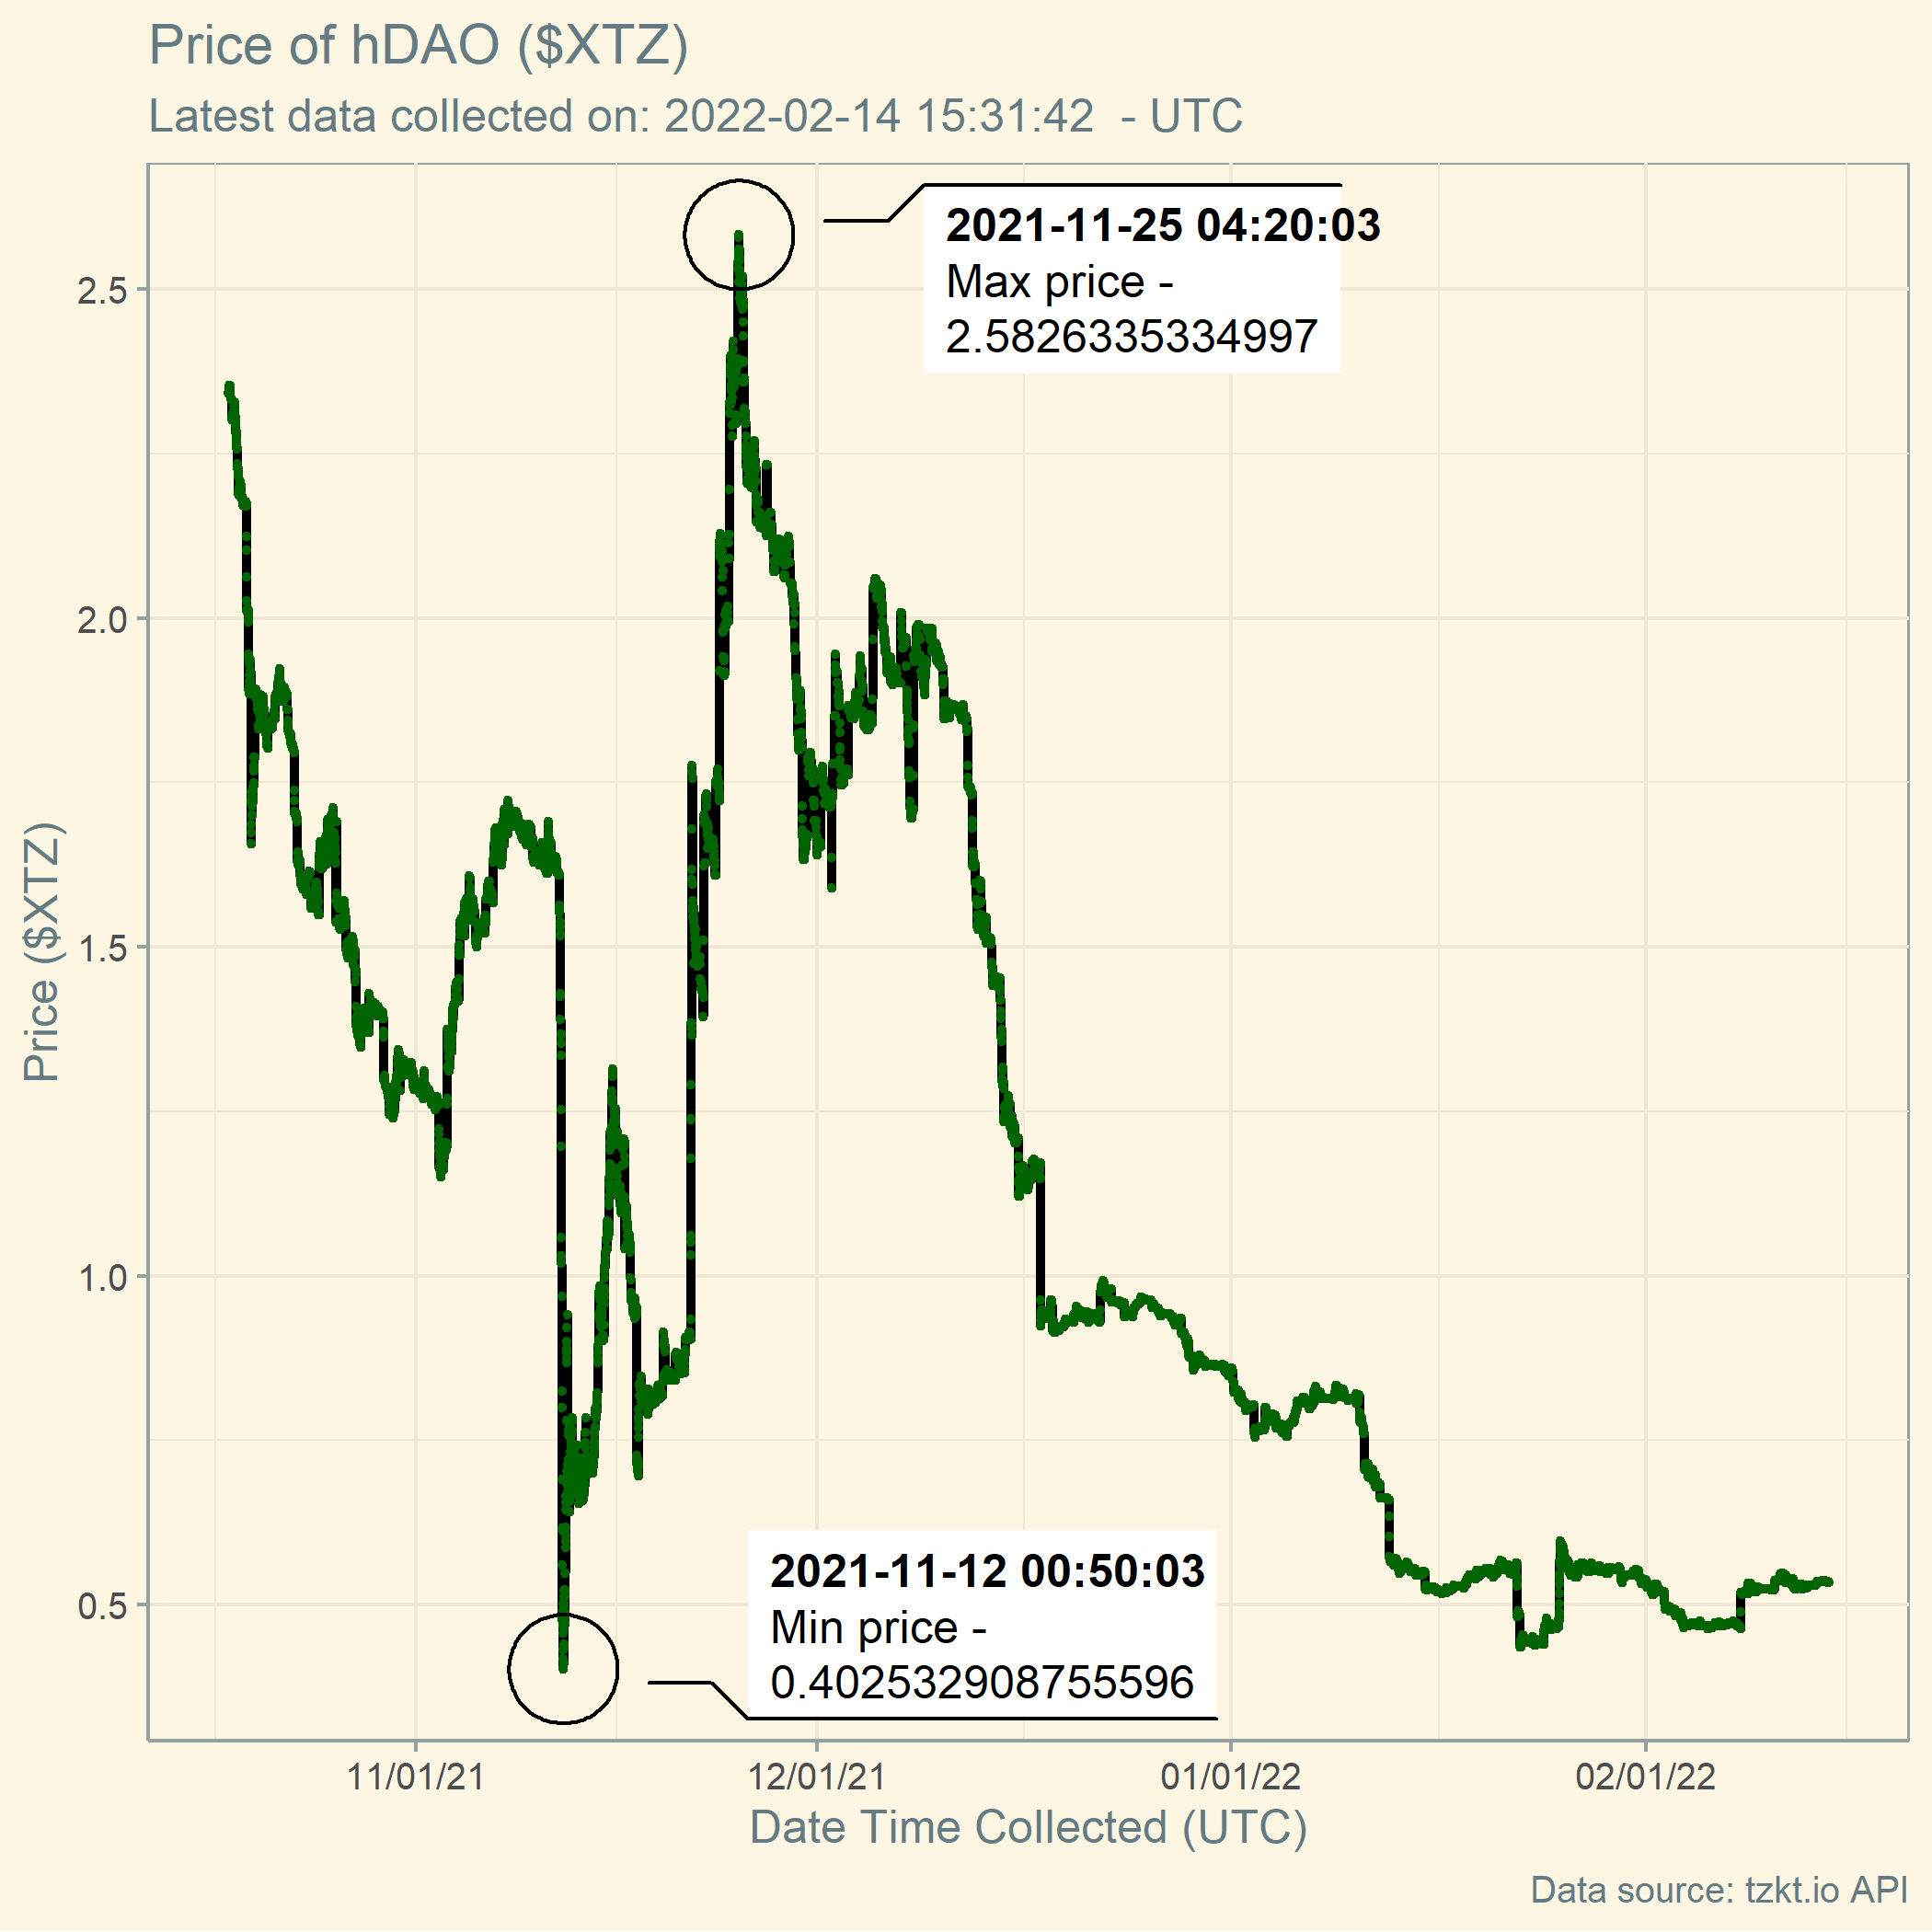 Price of hDAO ($XTZ)
Latest data collected on: 2022-02-14 15:31:42  - UTC
2021-11-25 04:20:03
Max price -
2.5826335334997
2.5
2.0
1.5
1.0
0.5
Price ($XTZ)
2021-11-12 00:50:03
Min price -
0.402532908755596
11/01/21
12/01/21
01/01/22
02/01/22
Date Time Collected (UTC)
Data source: tzkt.io API